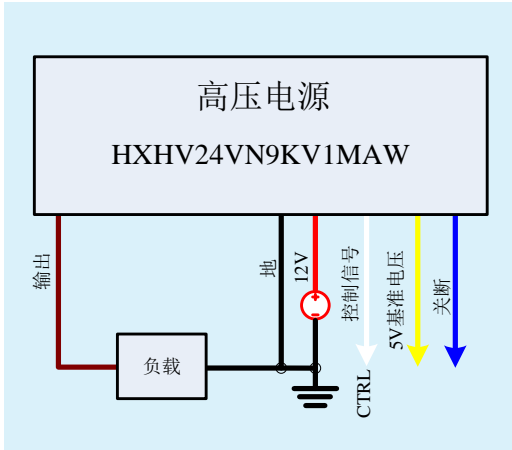 高压电源
HXHV24VN9KV1MAW
输出
地
12V
控制信号
5V基准电压
关断
负载
CTRL